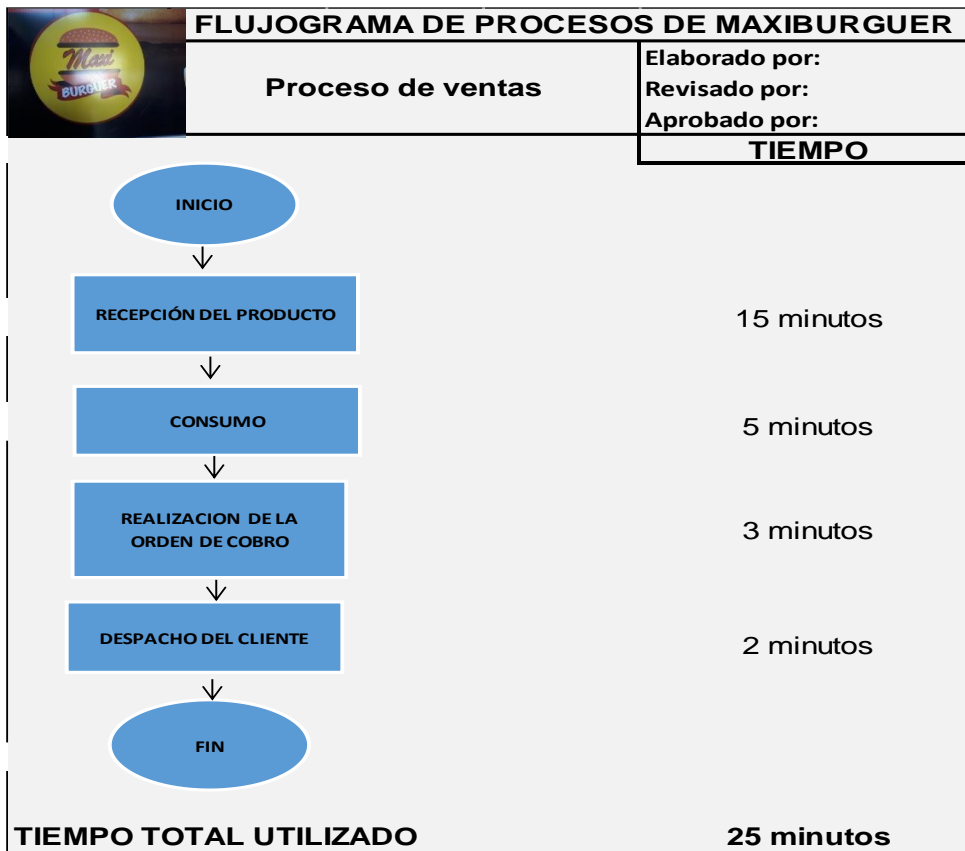 FLUJOGRAMA DE PROCESOS DE MAXIBURGUER
Maxi
BURGUER
Proceso de ventas
Elaborado por:
Revisado por:
Aprobado por:
TIEMPO
INICIO
RECEPCIÓN DEL PRODUCTO
15 minutos
CONSUMO
5 minutos
REALIZACION DE LA
ORDEN DE COBRO
3 minutos
DESPACHO DEL CLIENTE
2 minutos
FIN
TIEMPO TOTAL UTILIZADO
25 minutos